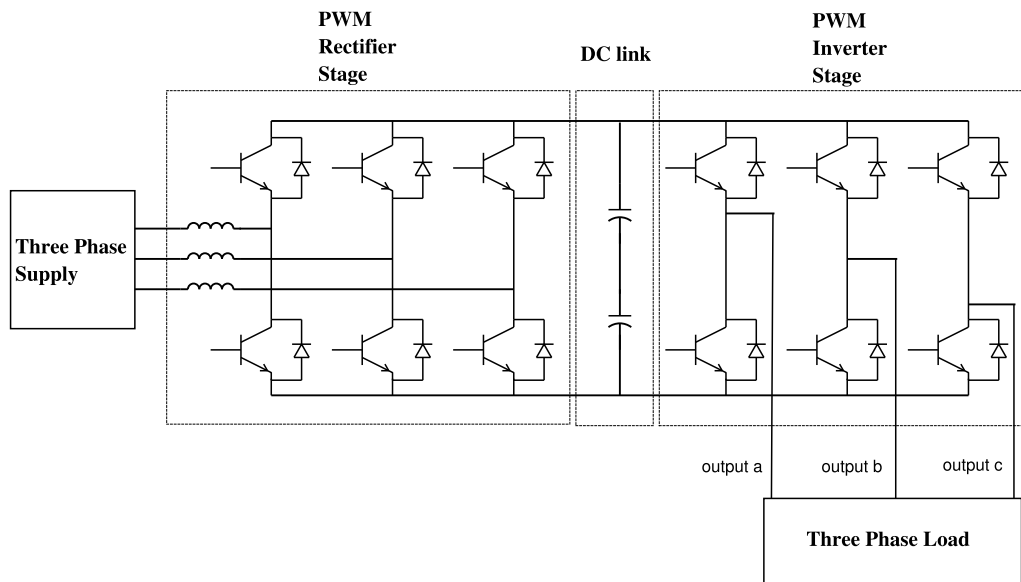 PWM
Rectifier
Stage
DC link
PWM
Inverter
Stage
Three Phase
Supply
output a
output b
output c
Three Phase Load